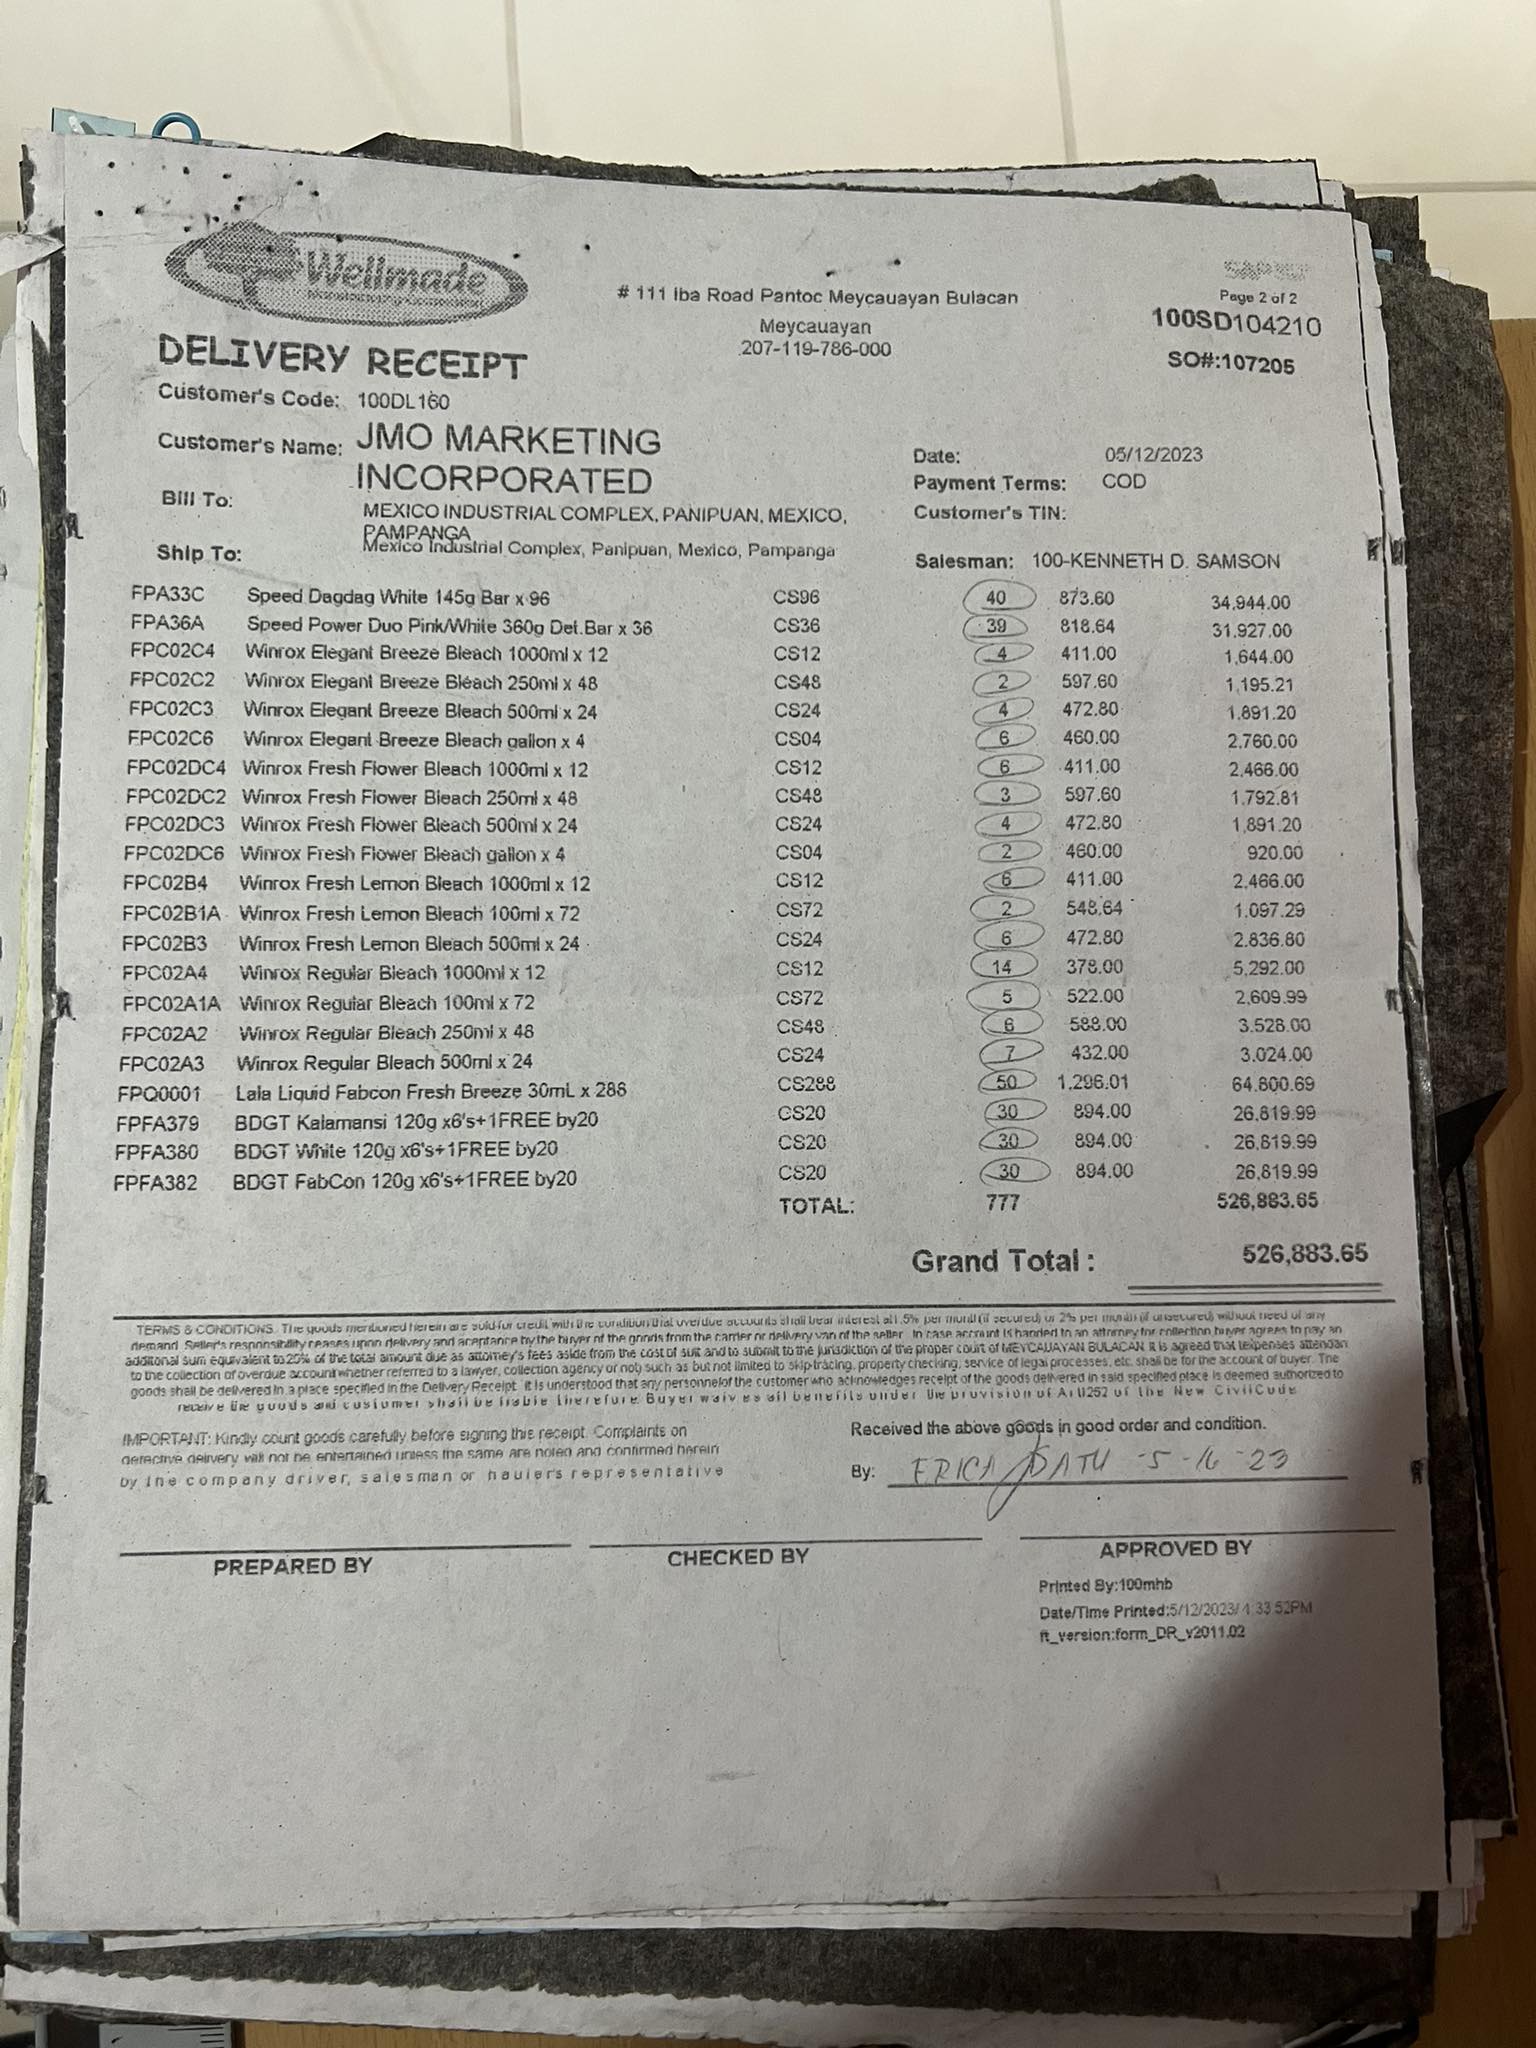 Wellmade
Manufacturing Corporation
# 111 Iba Road Pantoc Meycauayan Bulacan
Meycauayan
207-119-786-000
Page 2 of 2
100SD104210
SO#:107205
DELIVERY RECEIPT
Customer's Code: 100DL160
Customer's Name: JMO MARKETING
INCORPORATED
Date: 05/12/2023
Payment Terms: COD
Bill To: MEXICO INDUSTRIAL COMPLEX, PANIPUAN, MEXICO,
PAMPANGA
Customer's TIN:
Ship To: Mexico Industrial Complex, Panipuan, Mexico, Pampanga
Salesman: 100-KENNETH D. SAMSON
FPA33C Speed Dagdag White 145g Bar x 96 CS96 40 873.60 34,944.00
FPA36A Speed Power Duo Pink/White 360g Det.Bar x 36 CS36 39 818.64 31,927.00
FPC02C4 Winrox Elegant Breeze Bleach 1000ml x 12 CS12 4 411.00 1,644.00
FPC02C2 Winrox Elegant Breeze Bleach 250ml x 48 CS48 2 597.60 1,195.21
FPC02C3 Winrox Elegant Breeze Bleach 500ml x 24 CS24 4 472.80 1,891.20
FPC02C6 Winrox Elegant Breeze Bleach gallon x 4 CS04 6 460.00 2,760.00
FPC02DC4 Winrox Fresh Flower Bleach 1000ml x 12 CS12 6 411.00 2,466.00
FPC02DC2 Winrox Fresh Flower Bleach 250ml x 48 CS48 3 597.60 1,792.81
FPC02DC3 Winrox Fresh Flower Bleach 500ml x 24 CS24 4 472.80 1,891.20
FPC02DC6 Winrox Fresh Flower Bleach gallon x 4 CS04 2 460.00 920.00
FPC02B4 Winrox Fresh Lemon Bleach 1000ml x 12 CS12 6 411.00 2,466.00
FPC02B1A Winrox Fresh Lemon Bleach 100ml x 72 CS72 2 548.64 1,097.29
FPC02B3 Winrox Fresh Lemon Bleach 500ml x 24 CS24 6 472.80 2,836.80
FPC02A4 Winrox Regular Bleach 1000ml x 12 CS12 14 378.00 5,292.00
FPC02A1A Winrox Regular Bleach 100ml x 72 CS72 5 522.00 2,609.99
FPC02A2 Winrox Regular Bleach 250ml x 48 CS48 6 588.00 3,528.00
FPC02A3 Winrox Regular Bleach 500ml x 24 CS24 7 432.00 3,024.00
FPQ0001 Lala Liquid Fabcon Fresh Breeze 30mL x 288 CS288 50 1,296.01 64,800.69
FPFA379 BDGT Kalamansi 120g x6's+1FREE by20 CS20 30 894.00 26,819.99
FPFA380 BDGT White 120g x6's+1FREE by20 CS20 30 894.00 26,819.99
FPFA382 BDGT FabCon 120g x6's+1FREE by20 CS20 30 894.00 26,819.99
TOTAL: 777 526,883.65
Grand Total : 526,883.65
TERMS & CONDITIONS. The goods mentioned herein are sold for credit with the condition that overdue accounts shall bear interest at1.5% per month (if secured) or 2% per month (if unsecured) without need of any
demand. Seller's responsibility ceases upon delivery and aceptance by the buyer of the goods from the carrier or delivery van of the seller. In case account is handed to an attorney for collection buyer agrees to pay an
additonal sum equivalent to 25% of the total amount due as attorney's fees aside from the cost of suit and to submit to the jurisdiction of the proper court of MEYCAUAYAN BULACAN. It is agreed that texpenses attendan
to the collection of overdue account whether referred to a lawyer, collection agency or not) such as but not limited to skip-tracing, property checking, service of legal processes, etc. shall be for the account of buyer. The
goods shall be delivered in a place specified in the Delivery Receipt. It is understood that any personnel of the customer who acknowledges receipt of the goods delivered in said specified place is deemed authorized to
receive the goods and customer shall be liable therefore. Buyer waives all benefits under the provision of Art1252 of the New CivilCode
IMPORTANT: Kindly count goods carefully before signing this receipt. Complaints on
defective delivery will not be entertained unless the same are noted and confirmed herein
by the company driver, salesman or hauler's representative
Received the above goods in good order and condition.
By: ERICA DATU 5-16-23
PREPARED BY
CHECKED BY
APPROVED BY
Printed By:100mhb
Date/Time Printed:5/12/2023/ 4:33:52PM
ft_version:form_DR_v2011.02